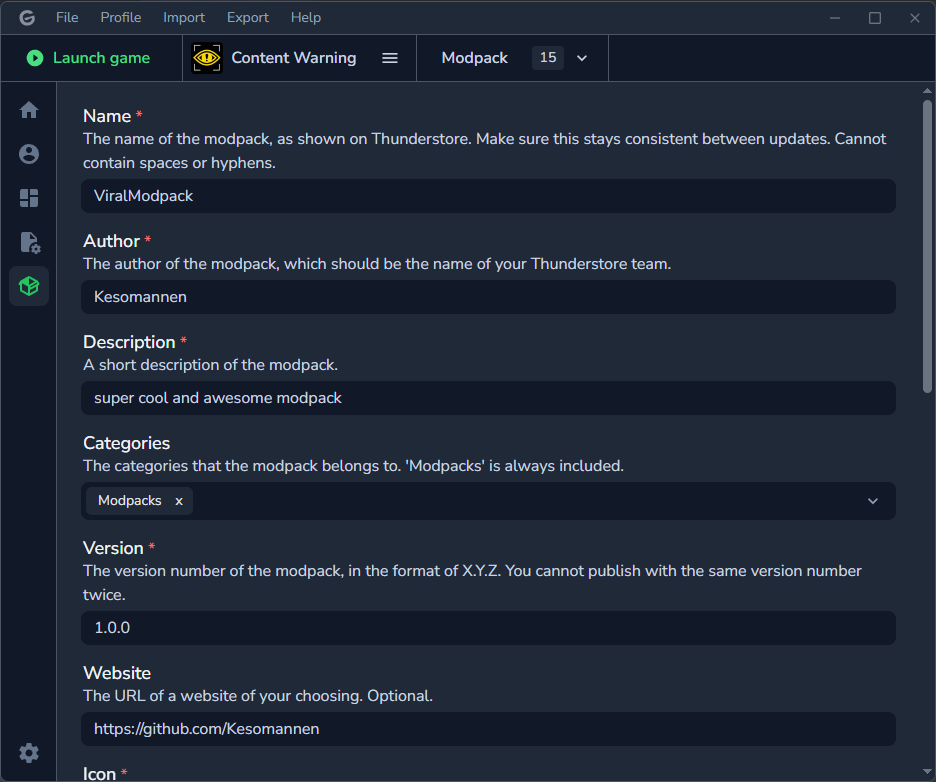 File Profile Import Export Help
Launch game Content Warning Modpack 15
Name *
The name of the modpack, as shown on Thunderstore. Make sure this stays consistent between updates. Cannot
contain spaces or hyphens.
ViralModpack
Author *
The author of the modpack, which should be the name of your Thunderstore team.
Kesomannen
Description *
A short description of the modpack.
super cool and awesome modpack
Categories
The categories that the modpack belongs to. 'Modpacks' is always included.
Modpacks x
Version *
The version number of the modpack, in the format of X.Y.Z. You cannot publish with the same version number
twice.
1.0.0
Website
The URL of a website of your choosing. Optional.
https://github.com/Kesomannen
Icon *